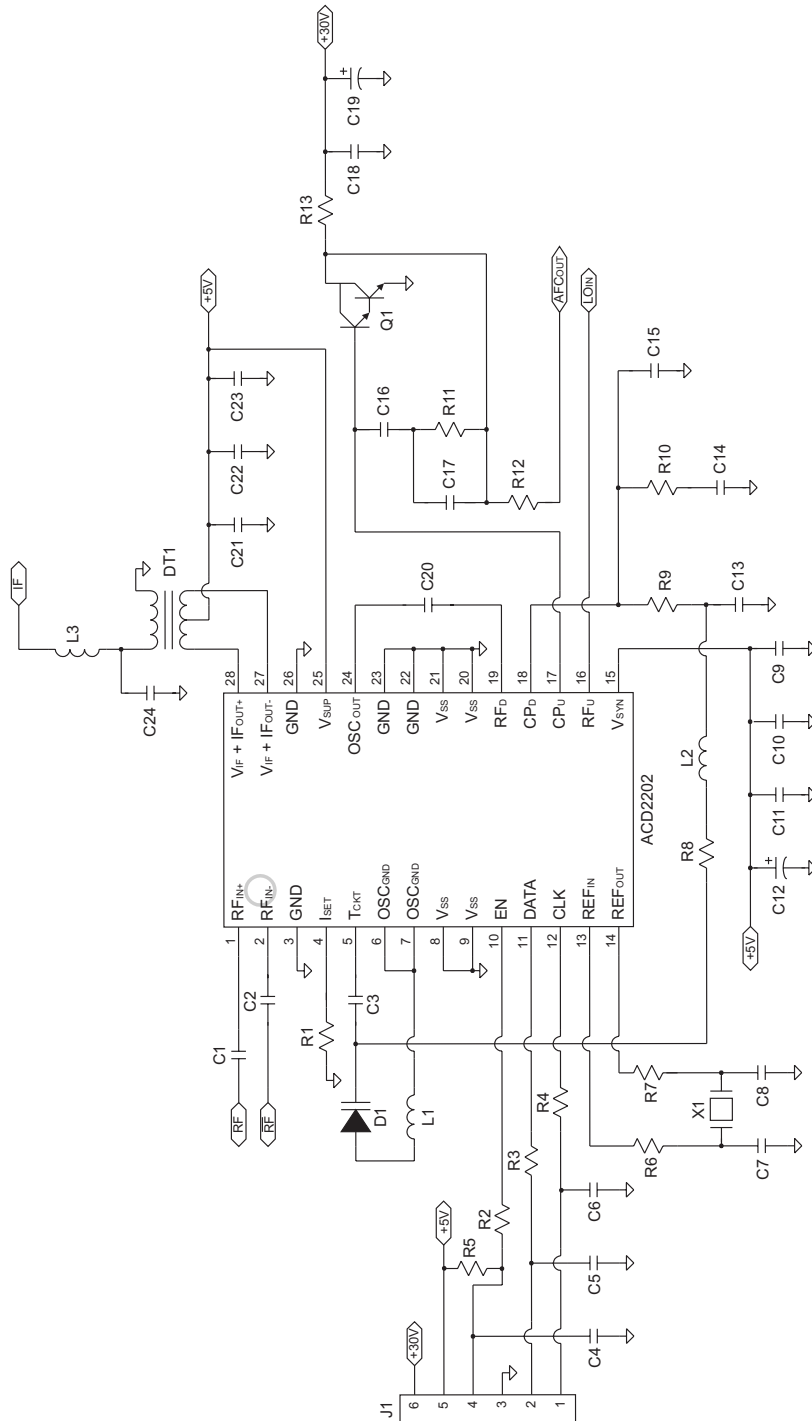 IF
L3
C24
DT1
+5V
C21
C22
C23
+30V
R13
C18
C19
Q1
C16
R11
C17
R12
AFCOUT
LOIN
C20
C15
R10
C14
R9
C13
L2
R8
C9
C10
C11
C12
+5V
ACD2202
1 RFIN+
2 RFIN-
3 GND
4 ISET
5 TCKT
6 OSCGND
7 OSCGND
8 VSS
9 VSS
10 EN
11 DATA
12 CLK
13 REFIN
14 REFOUT
28 VIF + IFOUT+
27 VIF + IFOUT-
26 GND
25 VSUP
24 OSCOUT
23 GND
22 GND
21 VSS
20 VSS
19 RFD
18 CPD
17 CPU
16 RFU
15 VSYN
RF
C1
RF
C2
R1
C3
D1
L1
R4
R3
R2
R5
+5V
+30V
R7
R6
X1
C8
C7
C6
C5
C4
J1
6
5
4
3
2
1